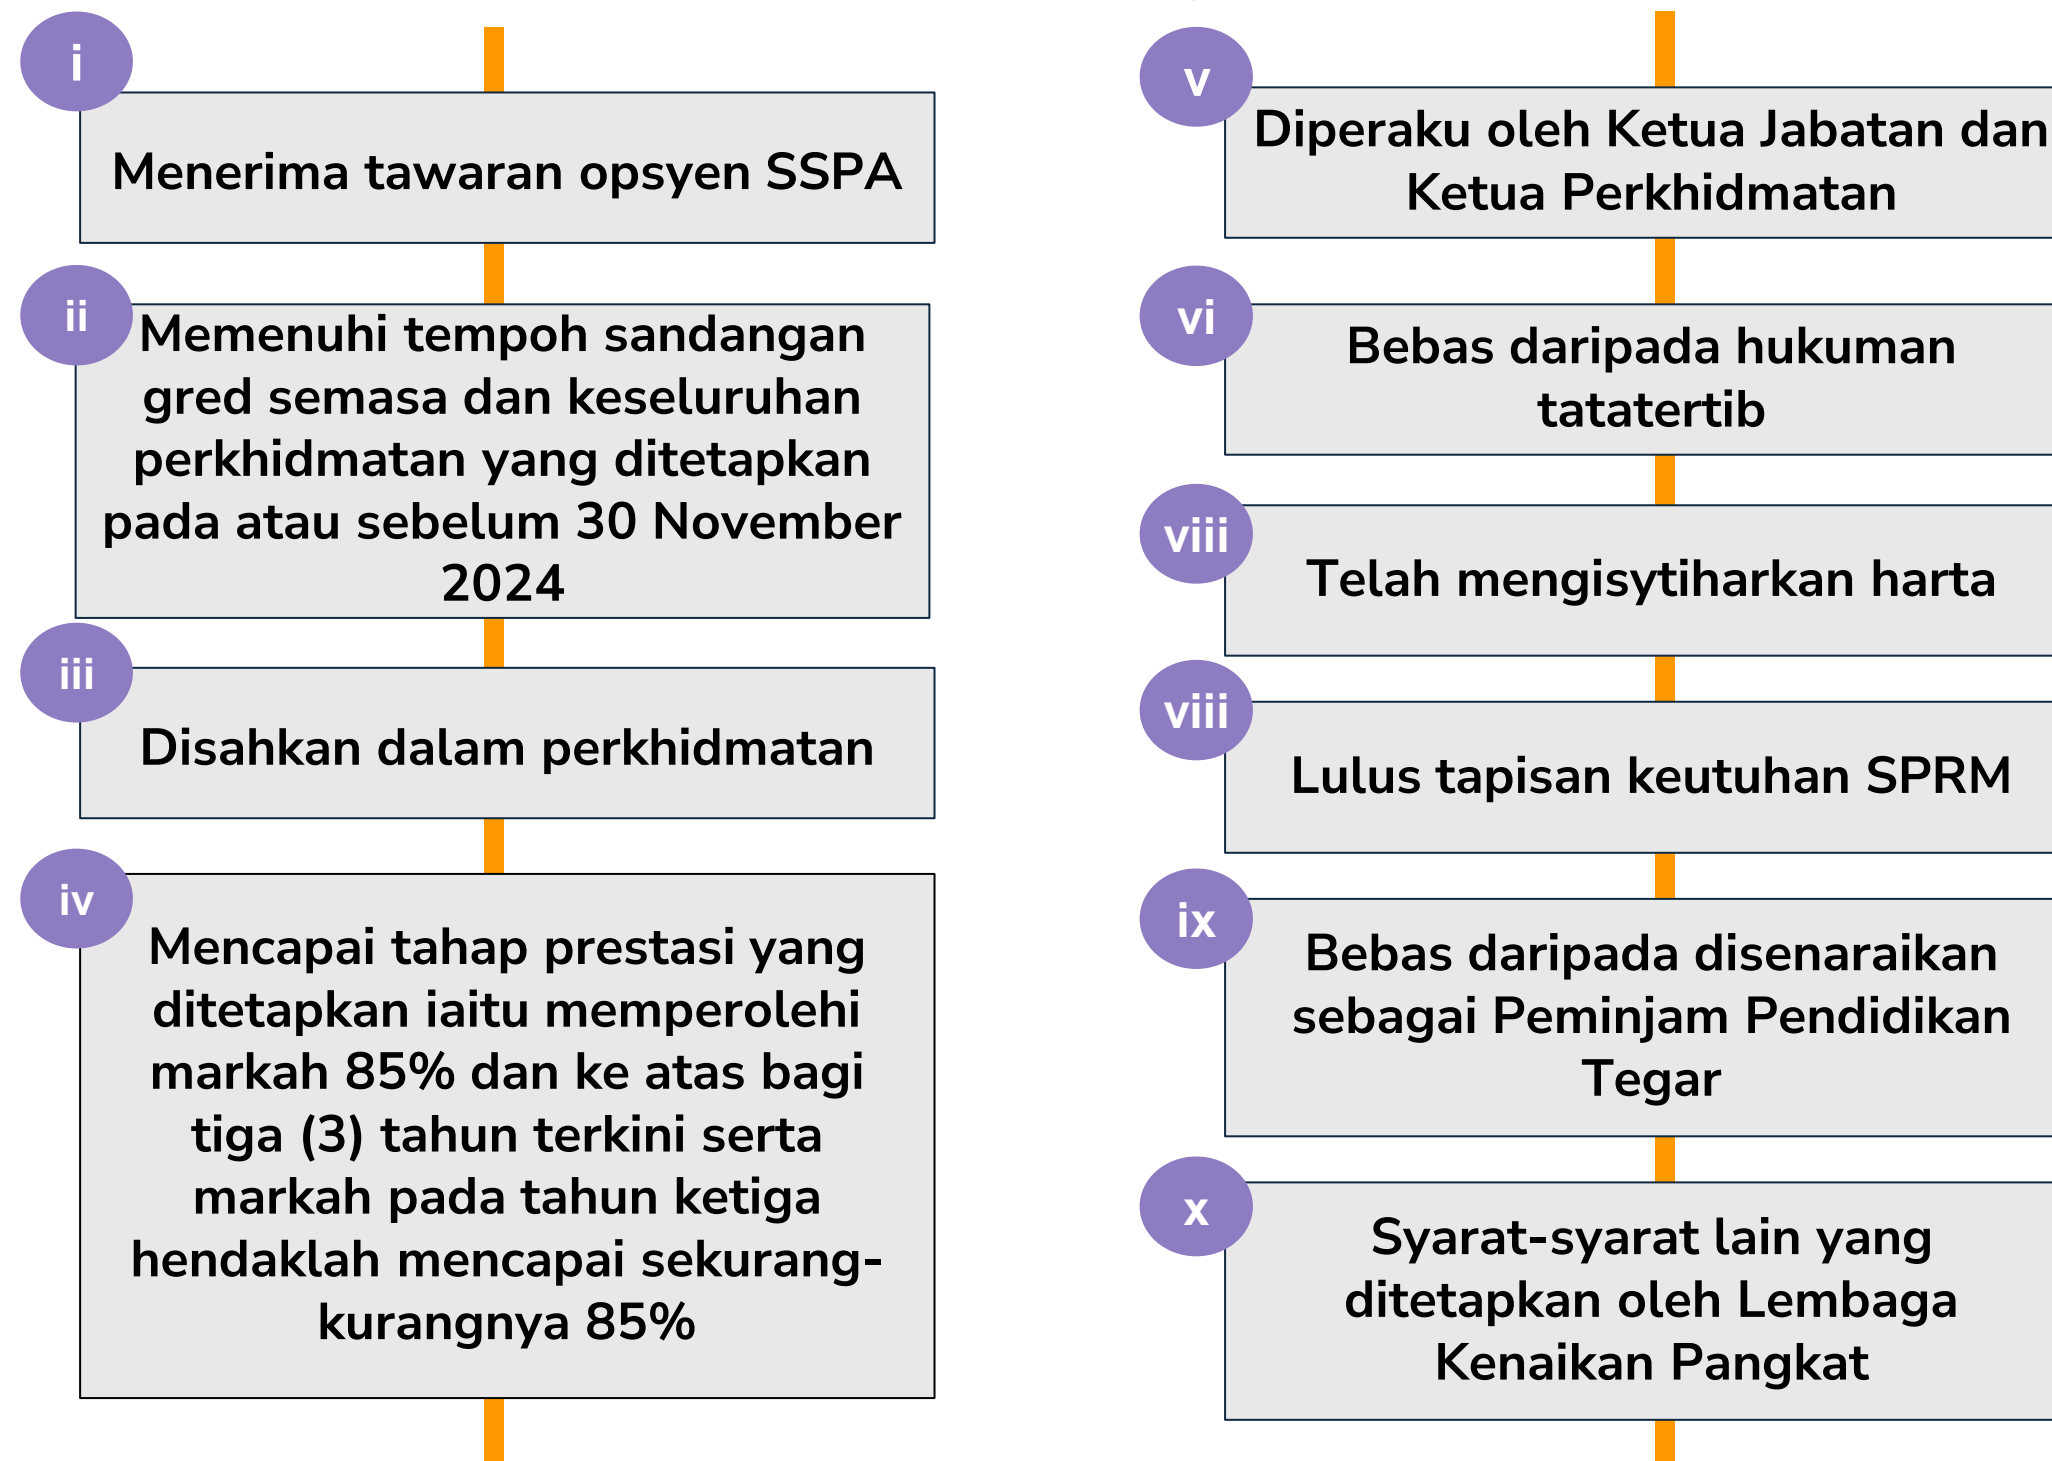 i
Menerima tawaran opsyen SSPA
ii
Memenuhi tempoh sandangan
gred semasa dan keseluruhan
perkhidmatan yang ditetapkan
pada atau sebelum 30 November
2024
iii
Disahkan dalam perkhidmatan
iv
Mencapai tahap prestasi yang
ditetapkan iaitu memperolehi
markah 85% dan ke atas bagi
tiga (3) tahun terkini serta
markah pada tahun ketiga
hendaklah mencapai sekurang-
kurangnya 85%
v
Diperaku oleh Ketua Jabatan dan
Ketua Perkhidmatan
vi
Bebas daripada hukuman
tatatertib
viii
Telah mengisytiharkan harta
viii
Lulus tapisan keutuhan SPRM
ix
Bebas daripada disenaraikan
sebagai Peminjam Pendidikan
Tegar
x
Syarat-syarat lain yang
ditetapkan oleh Lembaga
Kenaikan Pangkat